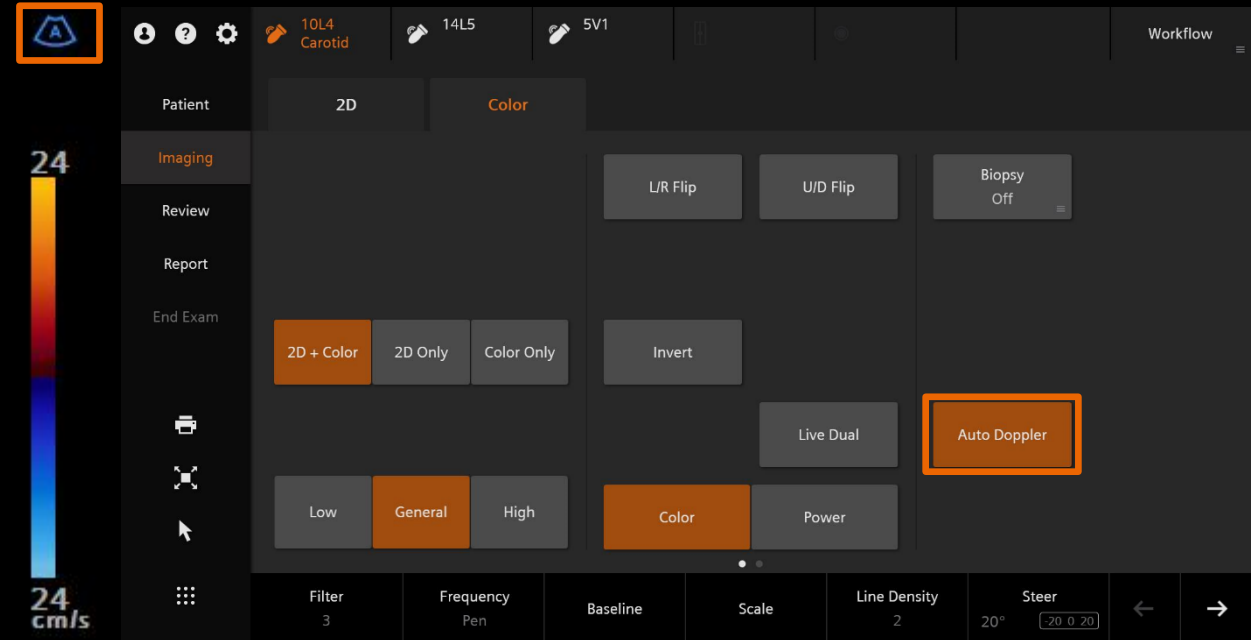 A
10L4
Carotid
14L5
5V1
Workflow
Patient
2D
Color
Imaging
24
L/R Flip
U/D Flip
Biopsy
Off
Review
Report
End Exam
2D + Color
2D Only
Color Only
Invert
Live Dual
Auto Doppler
Low
General
High
Color
Power
24
cm/s
Filter
3
Frequency
Pen
Baseline
Scale
Line Density
2
Steer
20°
-20 0 20